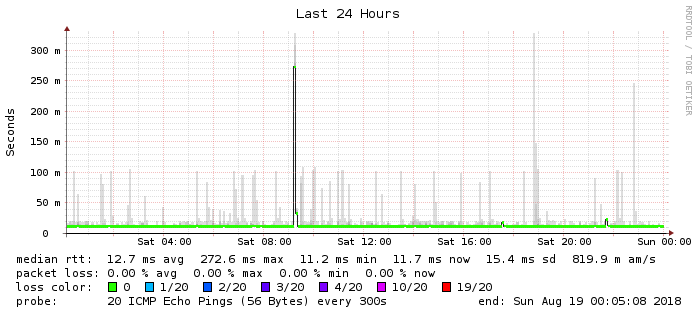 Last 24 Hours
RRDTOOL / TOBI OETIKER
Seconds
300 m
250 m
200 m
150 m
100 m
50 m
0
Sat 04:00 Sat 08:00 Sat 12:00 Sat 16:00 Sat 20:00 Sun 00:00
median rtt: 12.7 ms avg 272.6 ms max 11.2 ms min 11.7 ms now 15.4 ms sd 819.9 m am/s
packet loss: 0.00 % avg 0.00 % max 0.00 % min 0.00 % now
loss color: 0 1/20 2/20 3/20 4/20 10/20 19/20
probe: 20 ICMP Echo Pings (56 Bytes) every 300s end: Sun Aug 19 00:05:08 2018